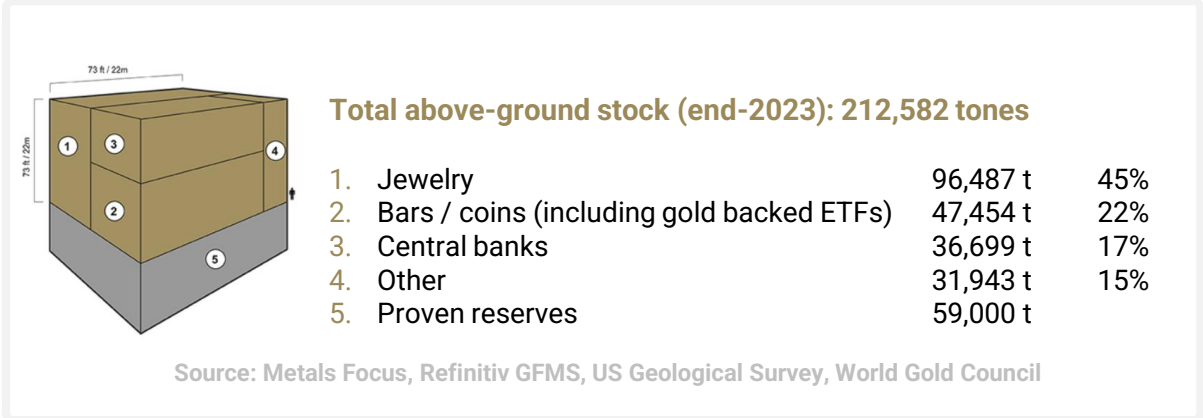 73 ft / 22m
73 ft / 22m
1
3
4
2
5
Total above-ground stock (end-2023): 212,582 tones
1. Jewelry 96,487 t 45%
2. Bars / coins (including gold backed ETFs) 47,454 t 22%
3. Central banks 36,699 t 17%
4. Other 31,943 t 15%
5. Proven reserves 59,000 t
Source: Metals Focus, Refinitiv GFMS, US Geological Survey, World Gold Council